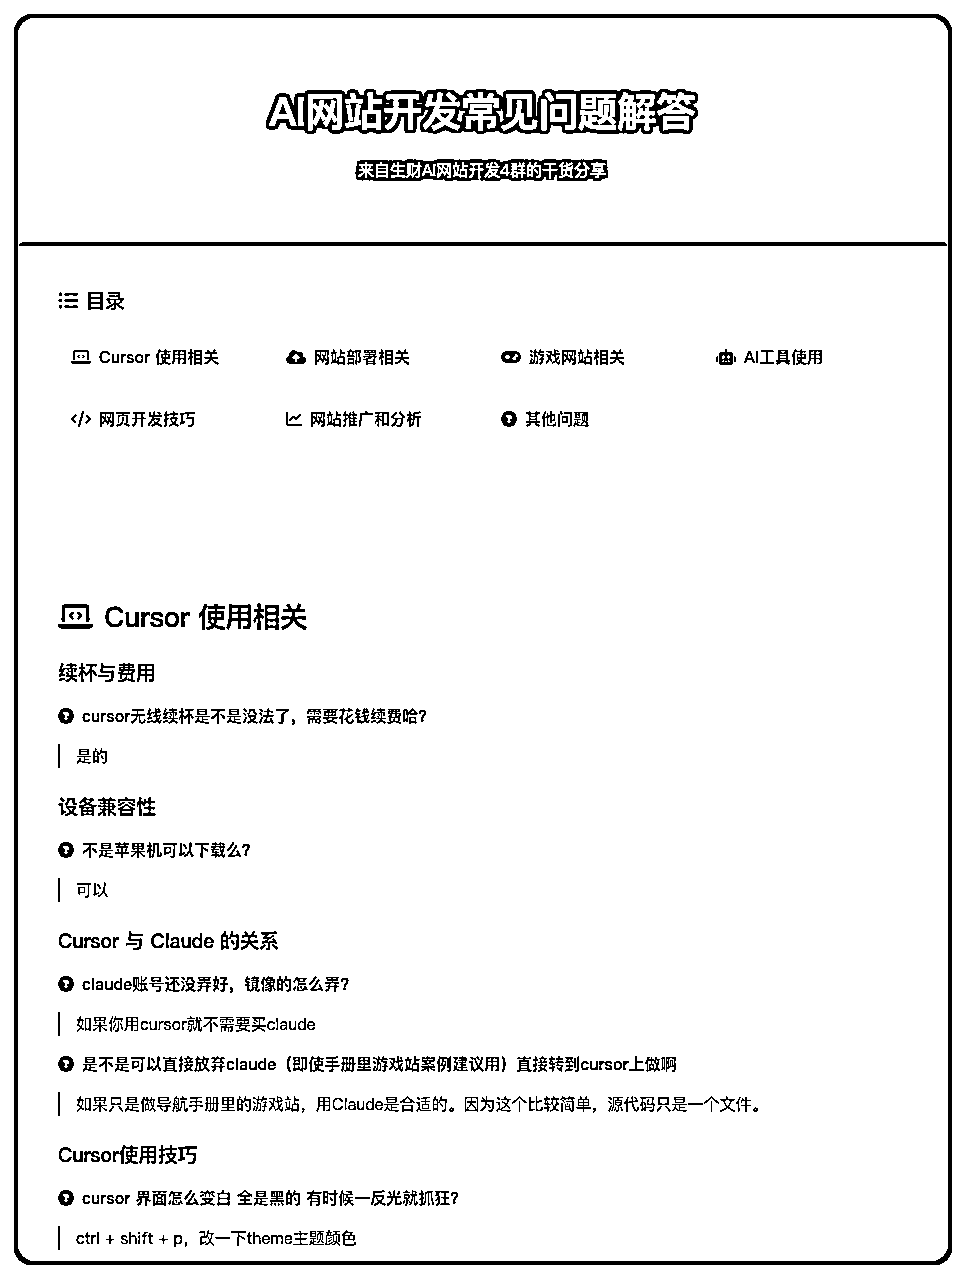 AI网站开发常见问题解答
来自生财AI网站开发4群的干货分享
目录
Cursor 使用相关
网站部署相关
游戏网站相关
AI工具使用
网页开发技巧
网站推广和分析
其他问题
Cursor 使用相关
续杯与费用
cursor无线续杯是不是没法了，需要花钱续费哈？
是的
设备兼容性
不是苹果机可以下载么？
可以
Cursor 与 Claude 的关系
claude账号还没弄好，镜像的怎么弄？
如果你用cursor就不需要买claude
是不是可以直接放弃claude（即使手册里游戏站案例建议用）直接转到cursor上做啊
如果只是做导航手册里的游戏站，用Claude是合适的。因为这个比较简单，源代码只是一个文件。
Cursor使用技巧
cursor 界面怎么变白 全是黑的 有时候一反光就抓狂？
ctrl + shift + p，改一下theme主题颜色